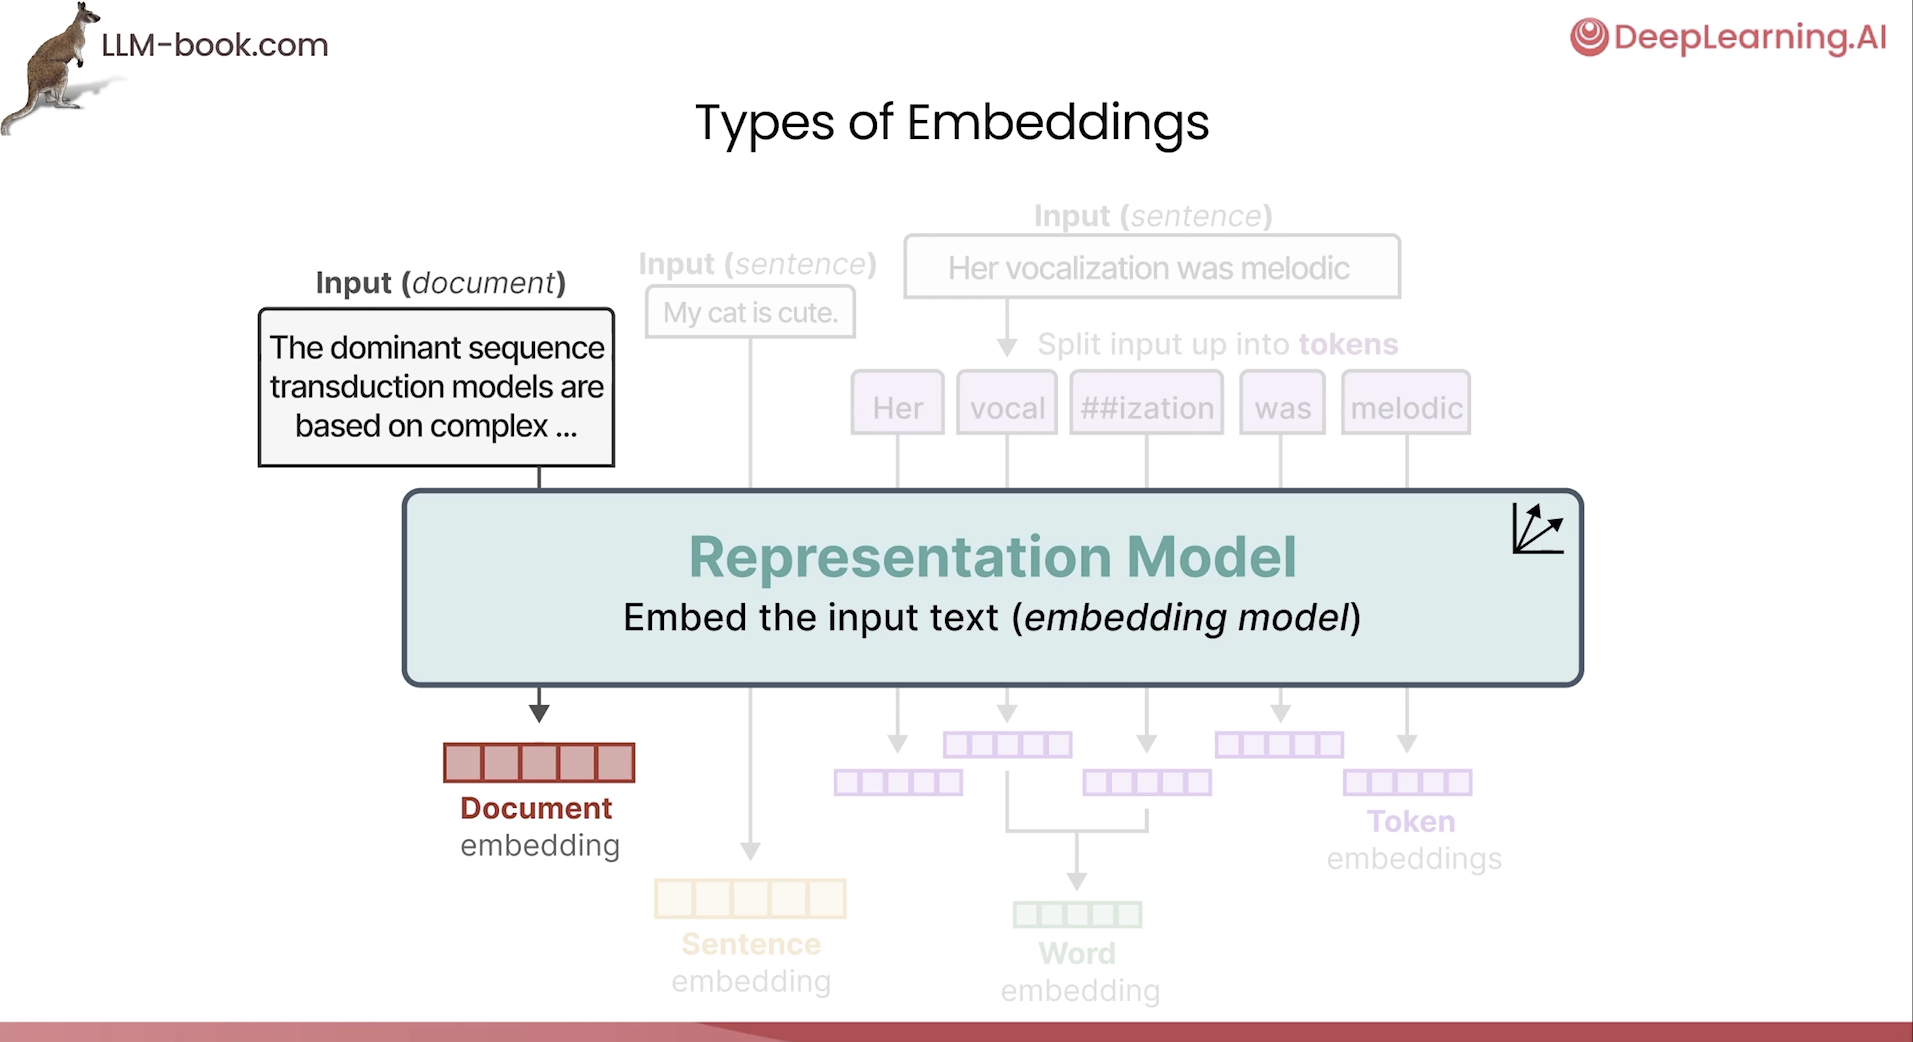 LLM-book.com
DeepLearning.AI
Types of Embeddings
Input (document)
The dominant sequence
transduction models are
based on complex ...
Input (sentence)
My cat is cute.
Input (sentence)
Her vocalization was melodic
Split input up into tokens
Her
vocal
##ization
was
melodic
Representation Model
Embed the input text (embedding model)
Document
embedding
Sentence
embedding
Word
embedding
Token
embeddings